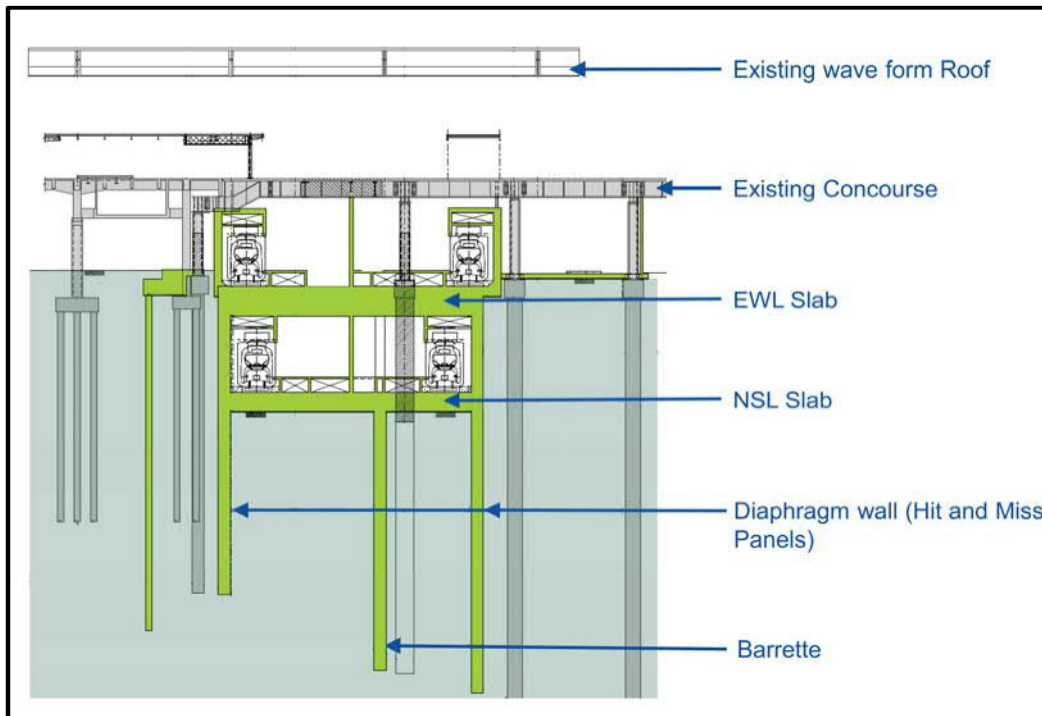 Existing wave form Roof
Existing Concourse
EWL Slab
NSL Slab
Diaphragm wall (Hit and Miss
Panels)
Barrette